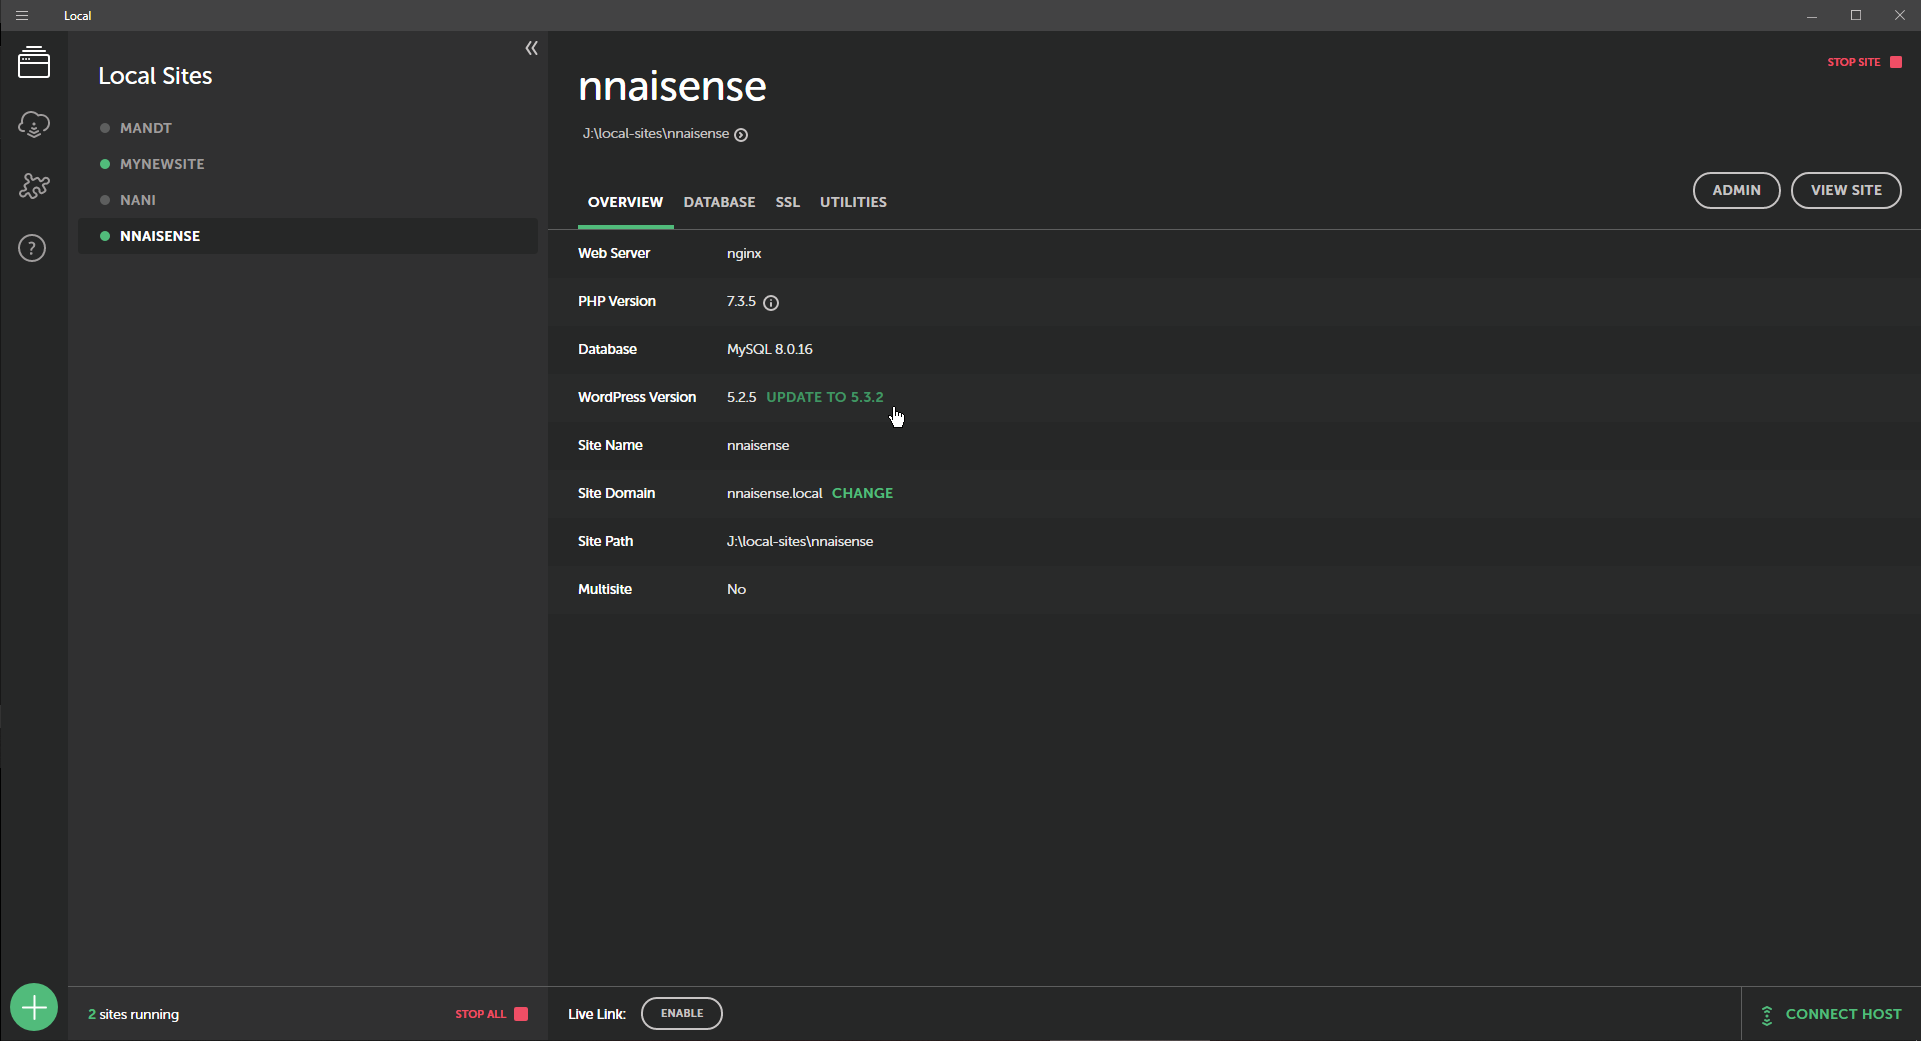 Local
Local Sites
MANDT
MYNEWSITE
NANI
NNAISENSE
2 sites running
STOP ALL
nnaisense
STOP SITE
J:\local-sites\nnaisense
OVERVIEW DATABASE SSL UTILITIES
ADMIN VIEW SITE
Web Server nginx
PHP Version 7.3.5
Database MySQL 8.0.16
WordPress Version 5.2.5 UPDATE TO 5.3.2
Site Name nnaisense
Site Domain nnaisense.local CHANGE
Site Path J:\local-sites\nnaisense
Multisite No
Live Link: ENABLE
CONNECT HOST